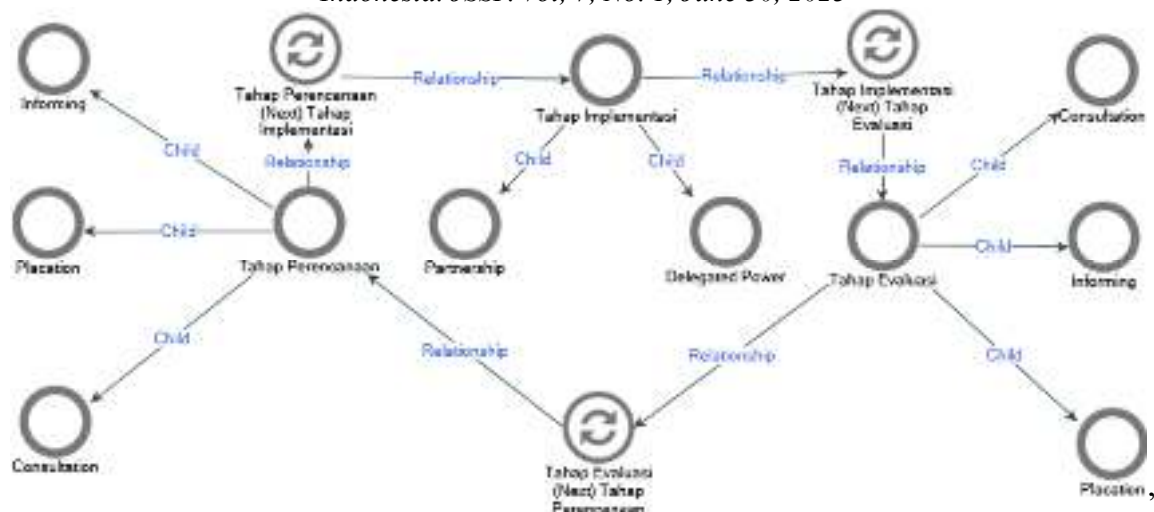 Indonesia. JSSP. Vol, 7, No. 1, June 30, 2023
Informing
Tahap Perencanaan
(Next) Tahap
Implementasi
Relationship
Tahap Implementasi
Relationship
Tahap Implementasi
(Next) Tahap
Evaluasi
Consultation
Child
Relationship
Child
Child
Relationship
Child
Placation
Child
Tahap Perencanaan
Partnership
Delegated Power
Tahap Evaluasi
Child
Informing
Child
Relationship
Relationship
Child
Consultation
Tahap Evaluasi
(Next) Tahap
Perencanaan
Placation
,